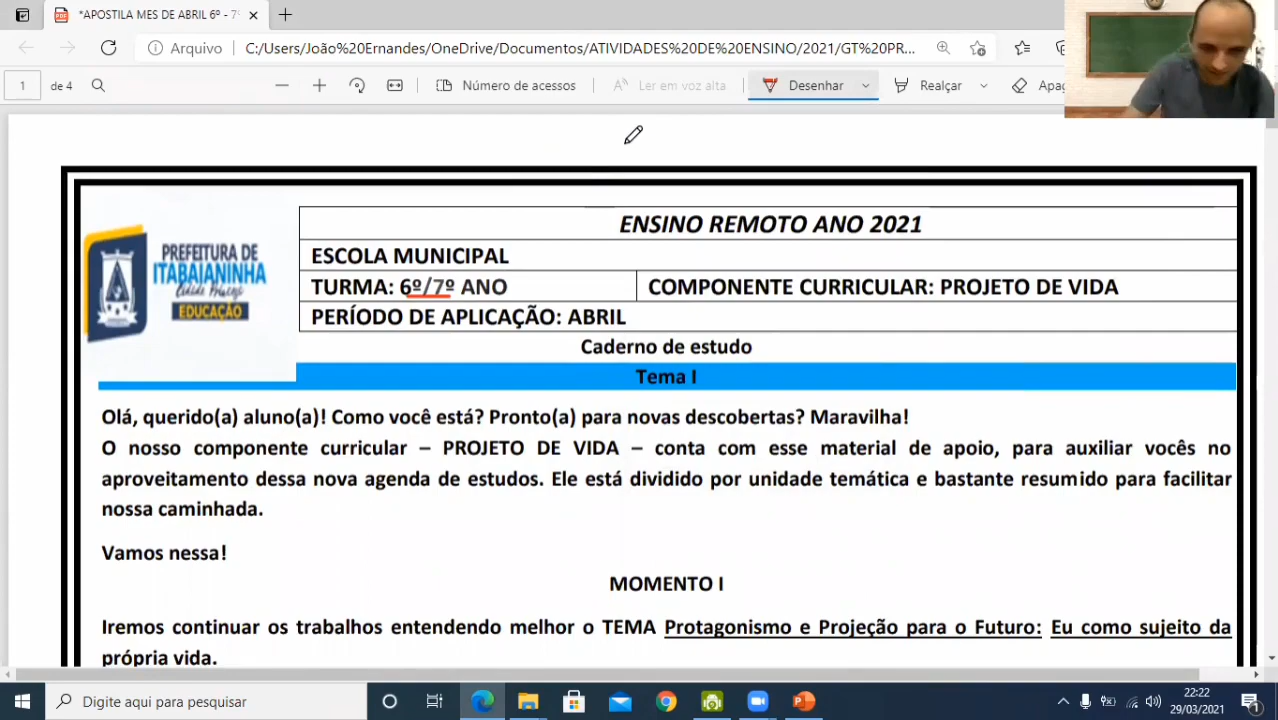 *APOSTILA MES DE ABRIL 6º - 7º
Arquivo
C:/Users/João%20Ernandes/OneDrive/Documentos/ATIVIDADES%20DE%20ENSINO/2021/GT%20PR...
1
de 4
Número de acessos
Ler em voz alta
Desenhar
Realçar
Apag
PREFEITURA DE
ITABAIANINHA
EDUCAÇÃO
ENSINO REMOTO ANO 2021
ESCOLA MUNICIPAL
TURMA: 6º/7º ANO
COMPONENTE CURRICULAR: PROJETO DE VIDA
PERÍODO DE APLICAÇÃO: ABRIL
Caderno de estudo
Tema I
Olá, querido(a) aluno(a)! Como você está? Pronto(a) para novas descobertas? Maravilha!
O nosso componente curricular – PROJETO DE VIDA – conta com esse material de apoio, para auxiliar vocês no
aproveitamento dessa nova agenda de estudos. Ele está dividido por unidade temática e bastante resumido para facilitar
nossa caminhada.
Vamos nessa!
MOMENTO I
Iremos continuar os trabalhos entendendo melhor o TEMA Protagonismo e Projeção para o Futuro: Eu como sujeito da
própria vida.
Digite aqui para pesquisar
22:22
29/03/2021
1